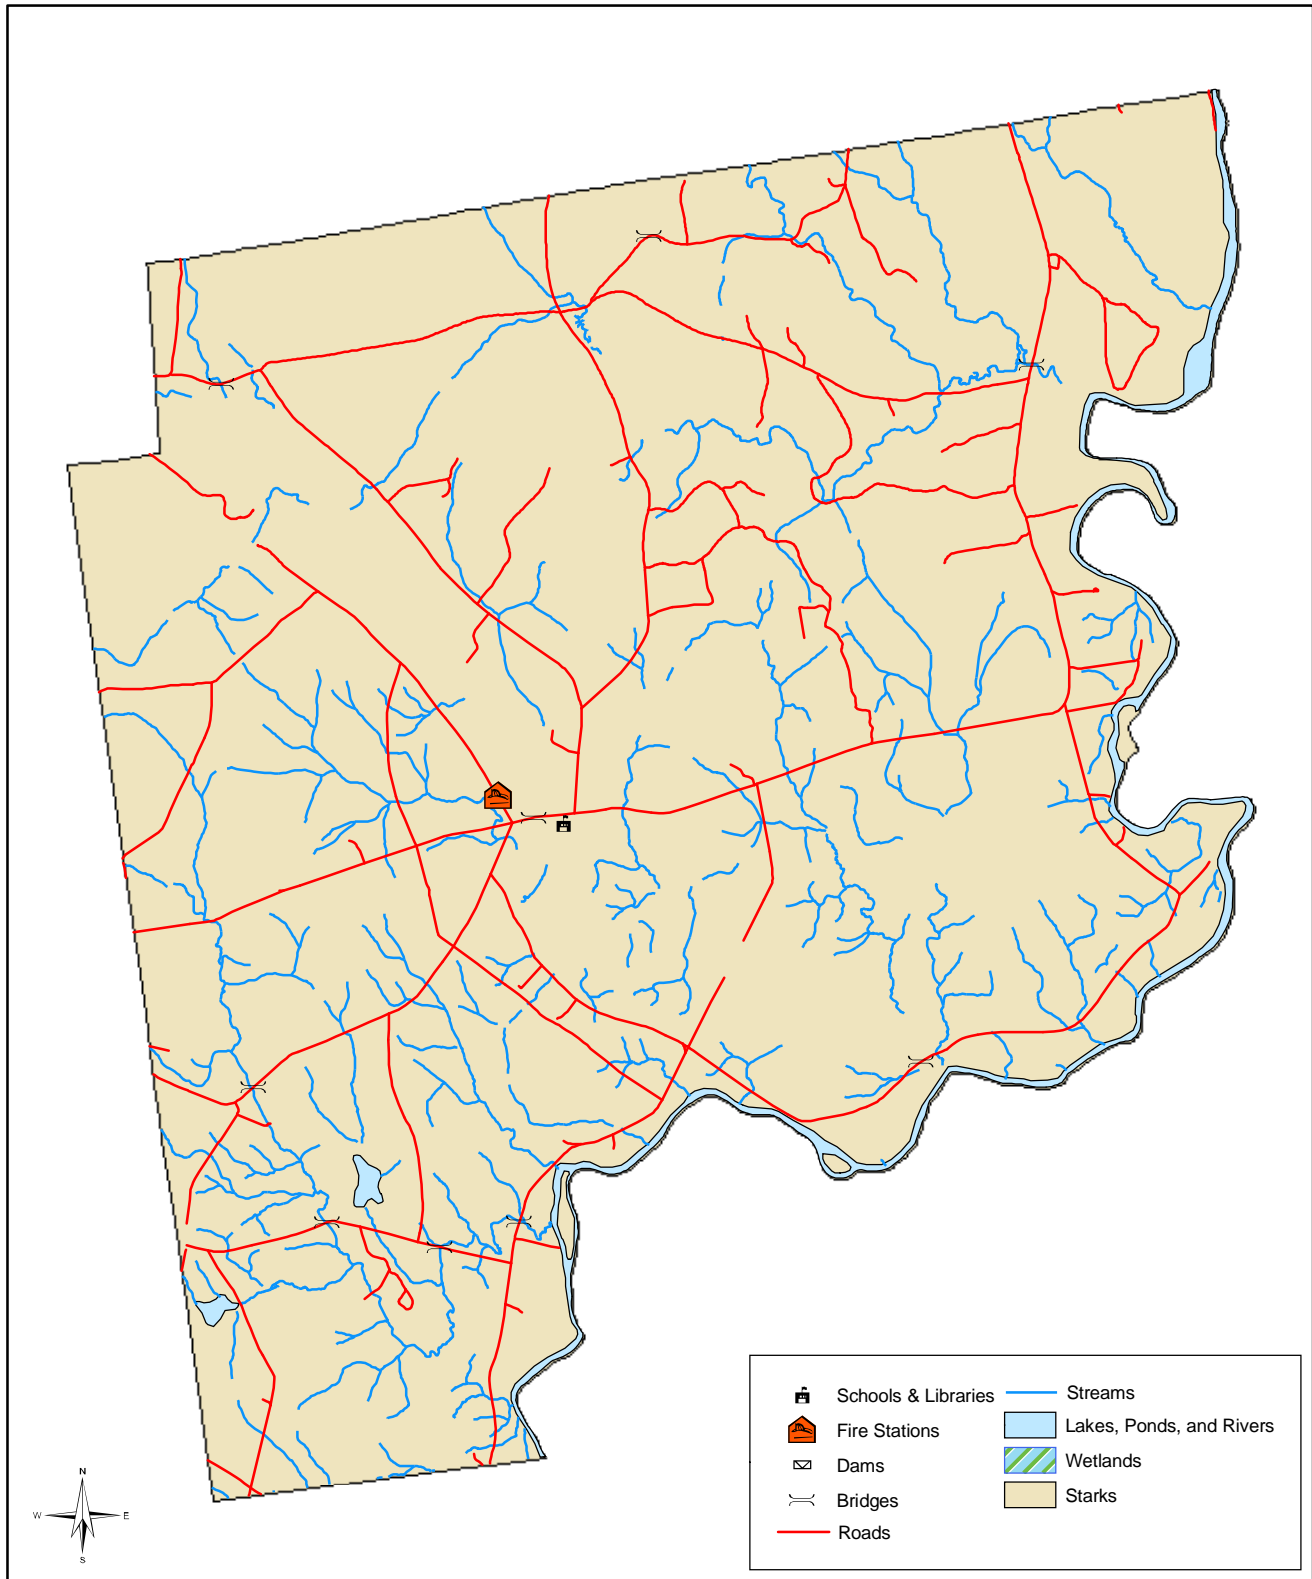 Schools & Libraries
Streams
Fire Stations
Lakes, Ponds, and Rivers
Dams
Wetlands
Bridges
Starks
Roads
N
W E
S